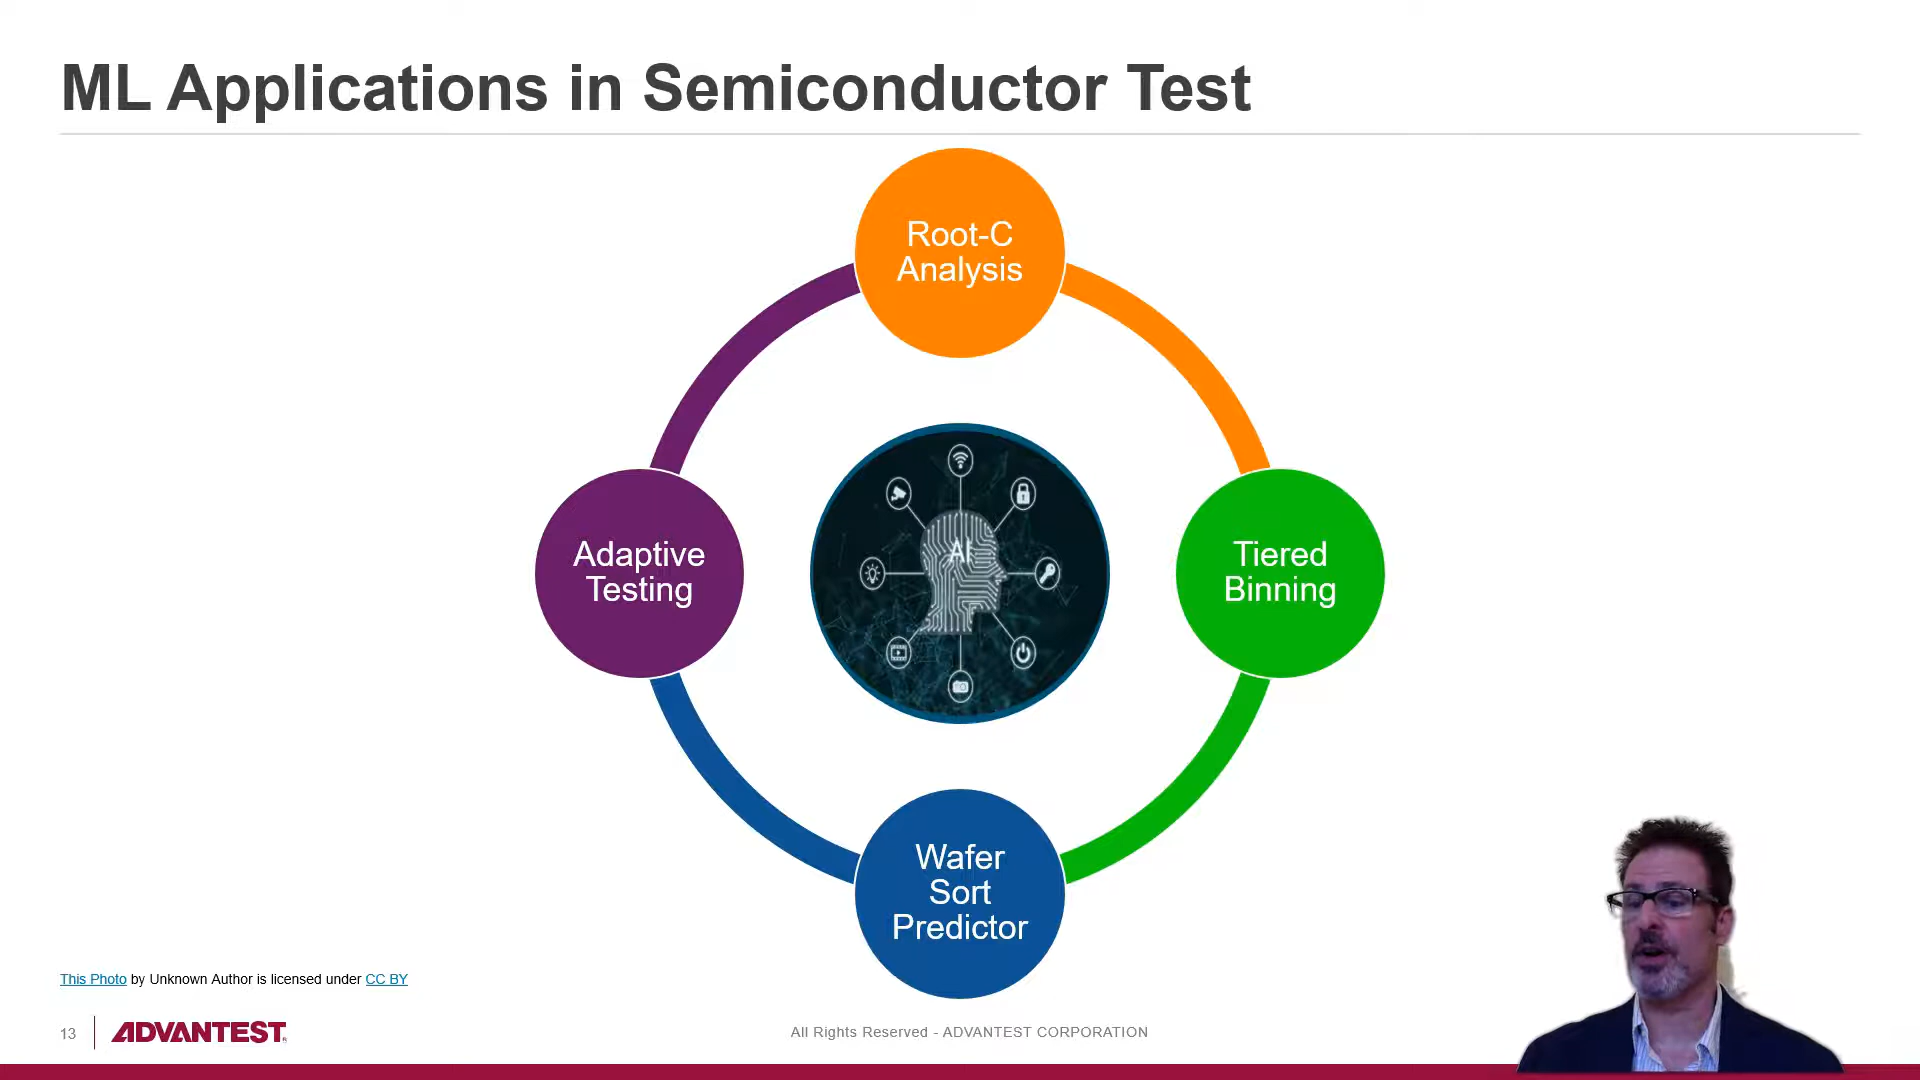 ML Applications in Semiconductor Test
Root-C
Analysis
Adaptive
Testing
AI
Tiered
Binning
Wafer
Sort
Predictor
This Photo by Unknown Author is licensed under CC BY
13
ADVANTEST
All Rights Reserved - ADVANTEST CORPORATION